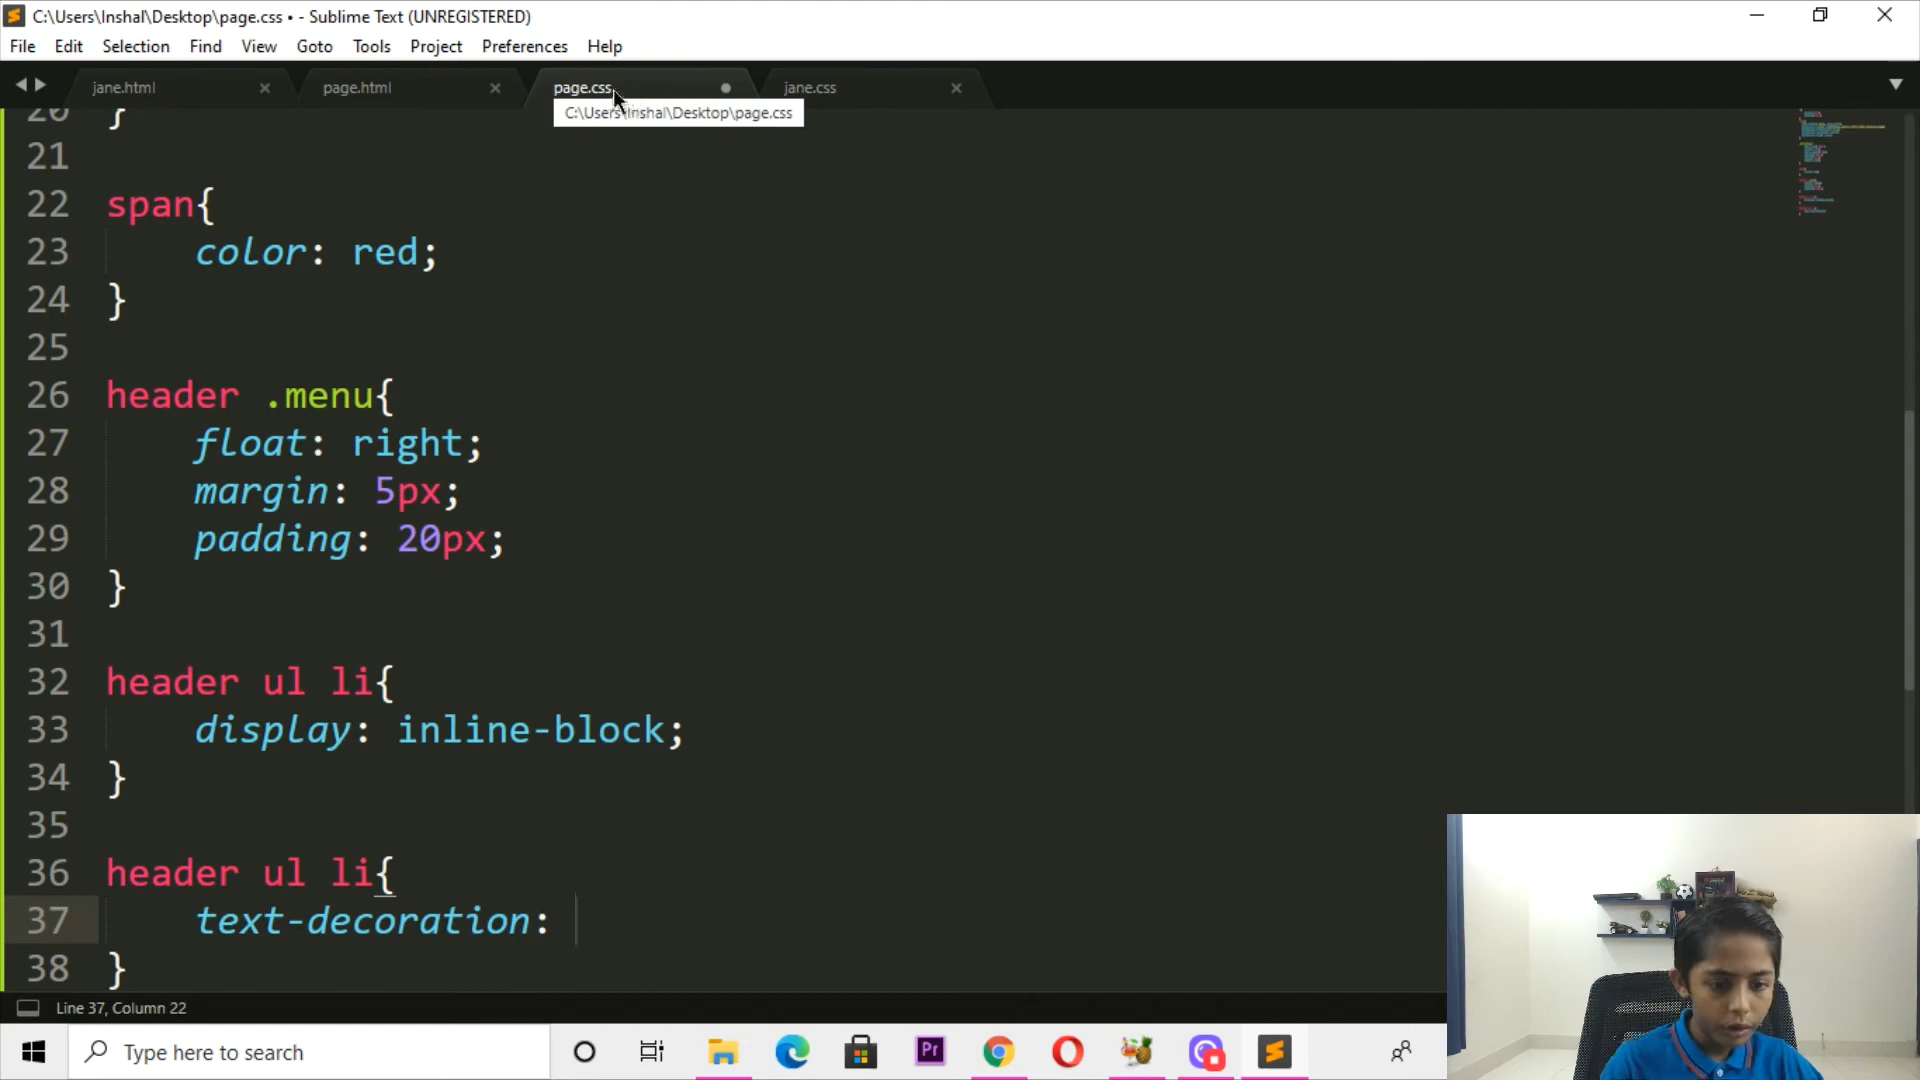 C:\Users\Inshal\Desktop\page.css • - Sublime Text (UNREGISTERED)
File Edit Selection Find View Goto Tools Project Preferences Help
jane.html page.html page.css jane.css
C:\Users\Inshal\Desktop\page.css
20 }
21
22 span{
23 color: red;
24 }
25
26 header .menu{
27 float: right;
28 margin: 5px;
29 padding: 20px;
30 }
31
32 header ul li{
33 display: inline-block;
34 }
35
36 header ul li{
37 text-decoration:
38 }
Line 37, Column 22
Type here to search
Pr